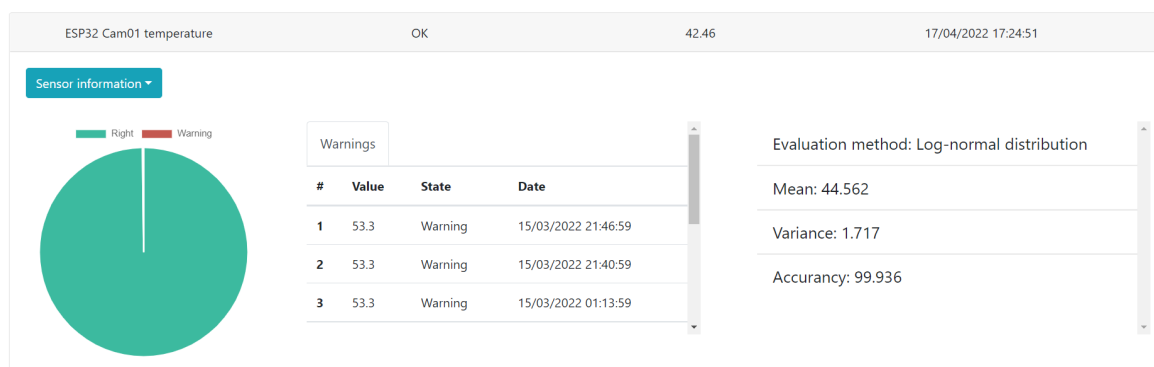 ESP32 Cam01 temperature OK 42.46 17/04/2022 17:24:51
Sensor information
Right Warning
Warnings
# Value State Date
1 53.3 Warning 15/03/2022 21:46:59
2 53.3 Warning 15/03/2022 21:40:59
3 53.3 Warning 15/03/2022 01:13:59
Evaluation method: Log-normal distribution
Mean: 44.562
Variance: 1.717
Accurancy: 99.936